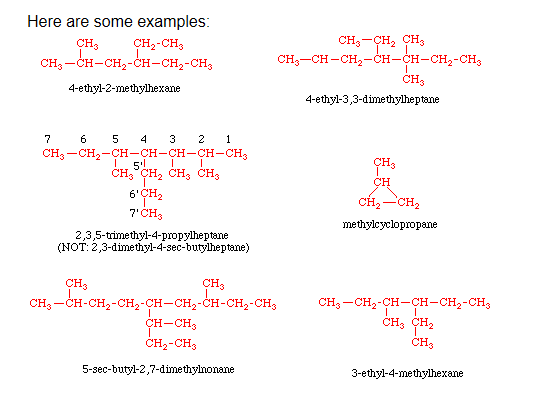 Here are some examples:
CH₃ CH₂-CH₃
CH₃-CH-CH₂-CH-CH₂-CH₃
4-ethyl-2-methylhexane
CH₃-CH₂ CH₃
CH₃-CH-CH₂-CH-CH-CH₂-CH₃
CH₃
4-ethyl-3,3-dimethylheptane
7 6 5 4 3 2 1
CH₃-CH₂-CH-CH-CH-CH-CH₃
5'
CH₃ CH₂ CH₃ CH₃
6'CH₂
7'CH₃
2,3,5-trimethyl-4-propylheptane
(NOT: 2,3-dimethyl-4-sec-butylheptane)
CH₃
CH
CH₂-CH₂
methylcyclopropane
CH₃ CH₃
CH₃-CH-CH₂-CH₂-CH-CH₂-CH-CH₂-CH₃
CH-CH₃
CH₂-CH₃
5-sec-butyl-2,7-dimethylnonane
CH₃-CH₂-CH-CH-CH₂-CH₃
CH₃ CH₂
CH₃
3-ethyl-4-methylhexane